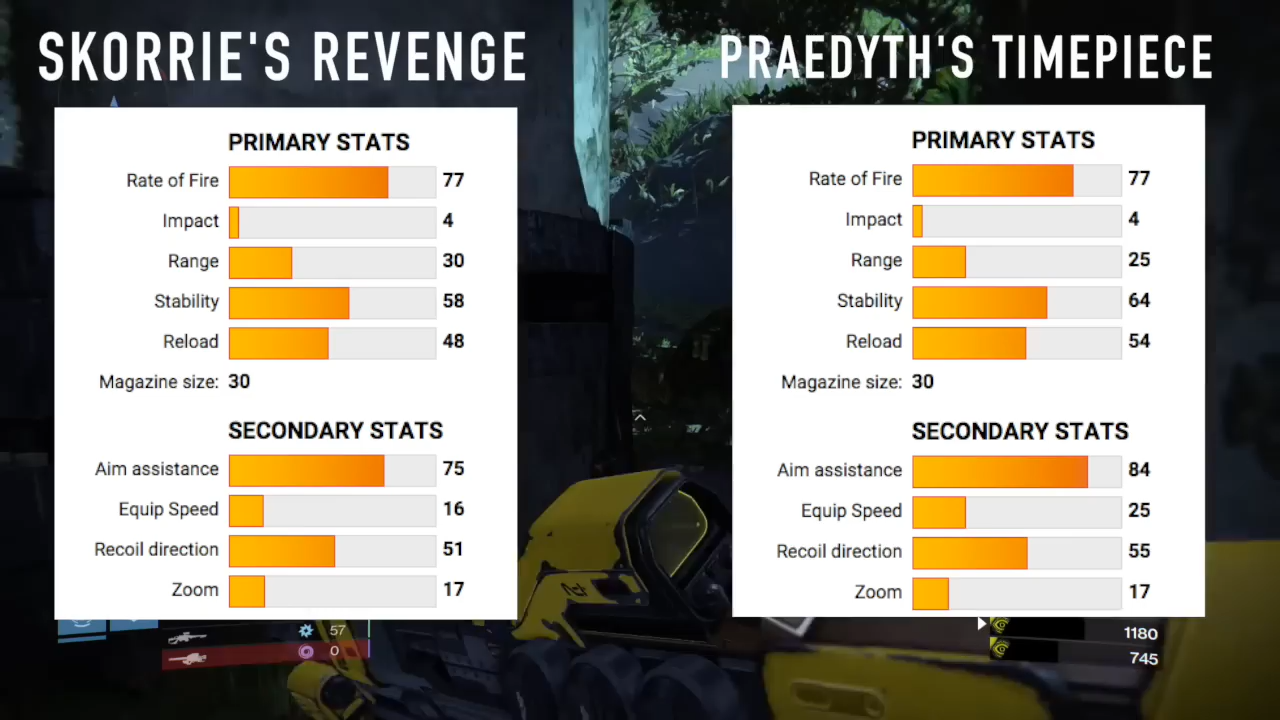 SKORRIE'S REVENGE
PRIMARY STATS
Rate of Fire 77
Impact 4
Range 30
Stability 58
Reload 48
Magazine size: 30
SECONDARY STATS
Aim assistance 75
Equip Speed 16
Recoil direction 51
Zoom 17
57
0
PRAEDYTH'S TIMEPIECE
PRIMARY STATS
Rate of Fire 77
Impact 4
Range 25
Stability 64
Reload 54
Magazine size: 30
SECONDARY STATS
Aim assistance 84
Equip Speed 25
Recoil direction 55
Zoom 17
1180
745